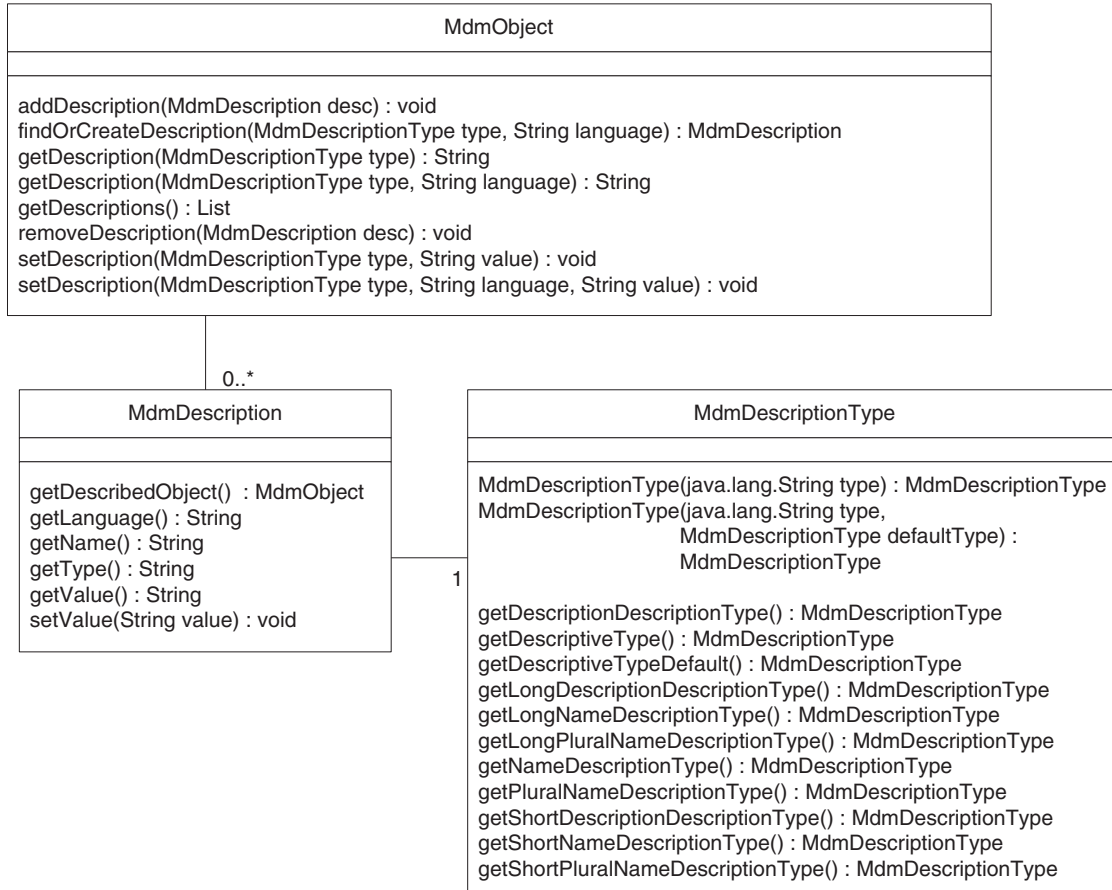 MdmObject
addDescription(MdmDescription desc) : void
findOrCreateDescription(MdmDescriptionType type, String language) : MdmDescription
getDescription(MdmDescriptionType type) : String
getDescription(MdmDescriptionType type, String language) : String
getDescriptions() : List
removeDescription(MdmDescription desc) : void
setDescription(MdmDescriptionType type, String value) : void
setDescription(MdmDescriptionType type, String language, String value) : void
0..*
MdmDescription
getDescribedObject() : MdmObject
getLanguage() : String
getName() : String
getType() : String
getValue() : String
setValue(String value) : void
1
MdmDescriptionType
MdmDescriptionType(java.lang.String type) : MdmDescriptionType
MdmDescriptionType(java.lang.String type,
MdmDescriptionType defaultType) :
MdmDescriptionType
getDescriptionDescriptionType() : MdmDescriptionType
getDescriptiveType() : MdmDescriptionType
getDescriptiveTypeDefault() : MdmDescriptionType
getLongDescriptionDescriptionType() : MdmDescriptionType
getLongNameDescriptionType() : MdmDescriptionType
getLongPluralNameDescriptionType() : MdmDescriptionType
getNameDescriptionType() : MdmDescriptionType
getPluralNameDescriptionType() : MdmDescriptionType
getShortDescriptionDescriptionType() : MdmDescriptionType
getShortNameDescriptionType() : MdmDescriptionType
getShortPluralNameDescriptionType() : MdmDescriptionType